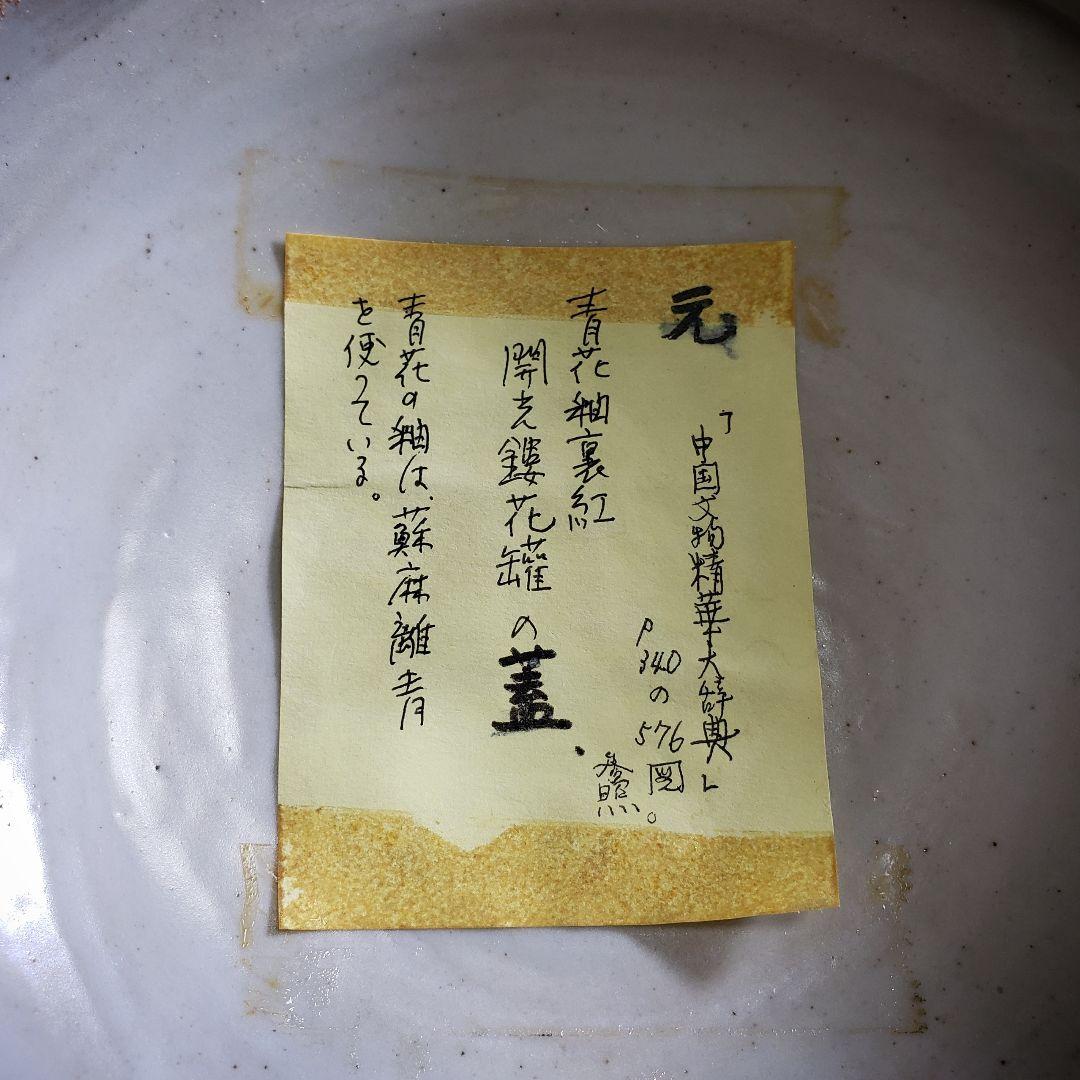 元
「中国文物精華大辞典」
P340の576図。
参照
青花釉裏紅
開光鏤花罐の蓋、
青花の釉は、蘇麻離青
を使っている。